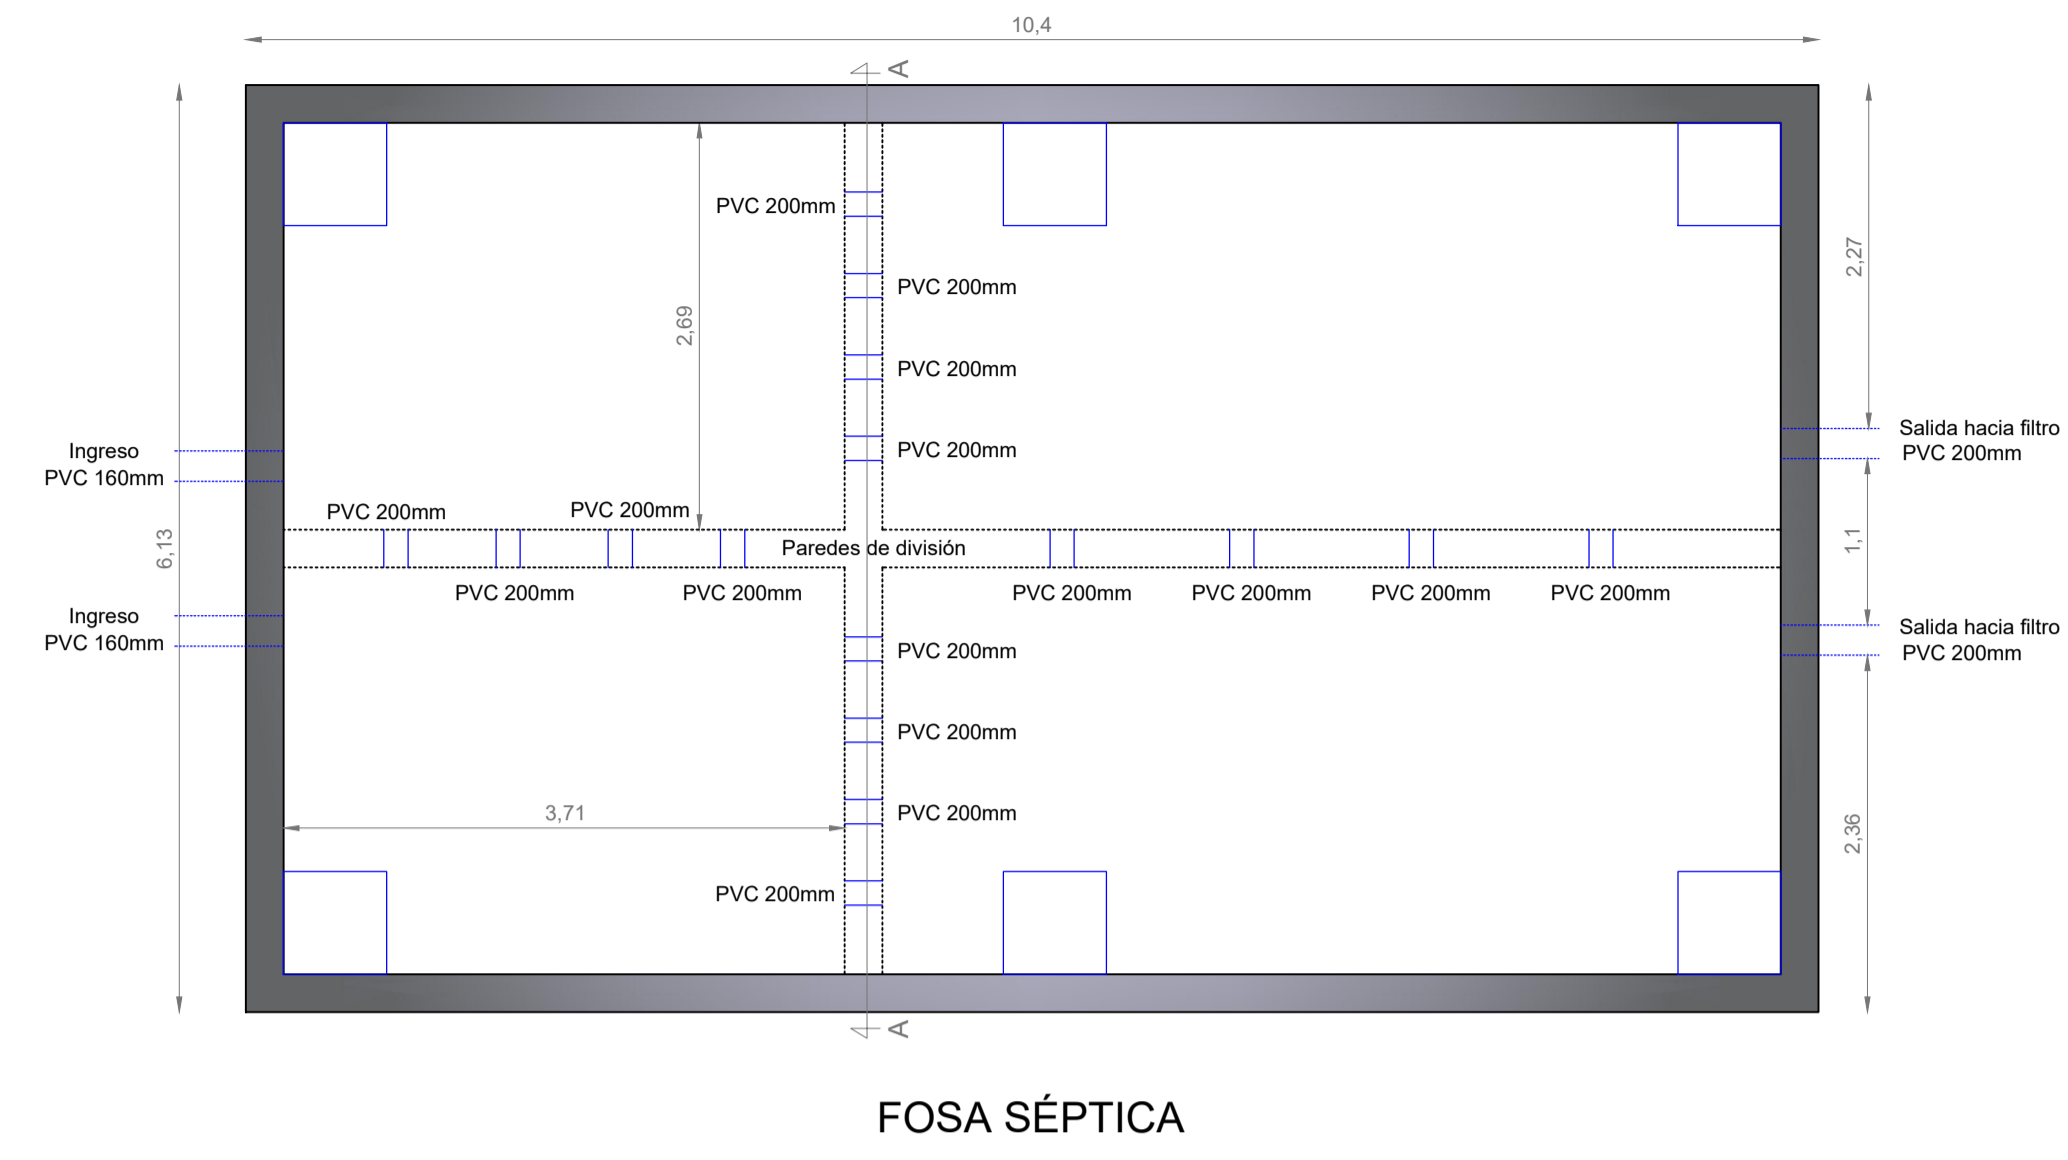 10,4
A
PVC 200mm
PVC 200mm
2,27
2,69
PVC 200mm
Salida hacia filtro
PVC 200mm
Ingreso
PVC 160mm
PVC 200mm
PVC 200mm
PVC 200mm
6,13
Paredes de división
1,1
PVC 200mm
PVC 200mm
PVC 200mm
PVC 200mm
PVC 200mm
PVC 200mm
Ingreso
PVC 160mm
Salida hacia filtro
PVC 200mm
PVC 200mm
PVC 200mm
3,71
PVC 200mm
2,36
PVC 200mm
A
FOSA SÉPTICA